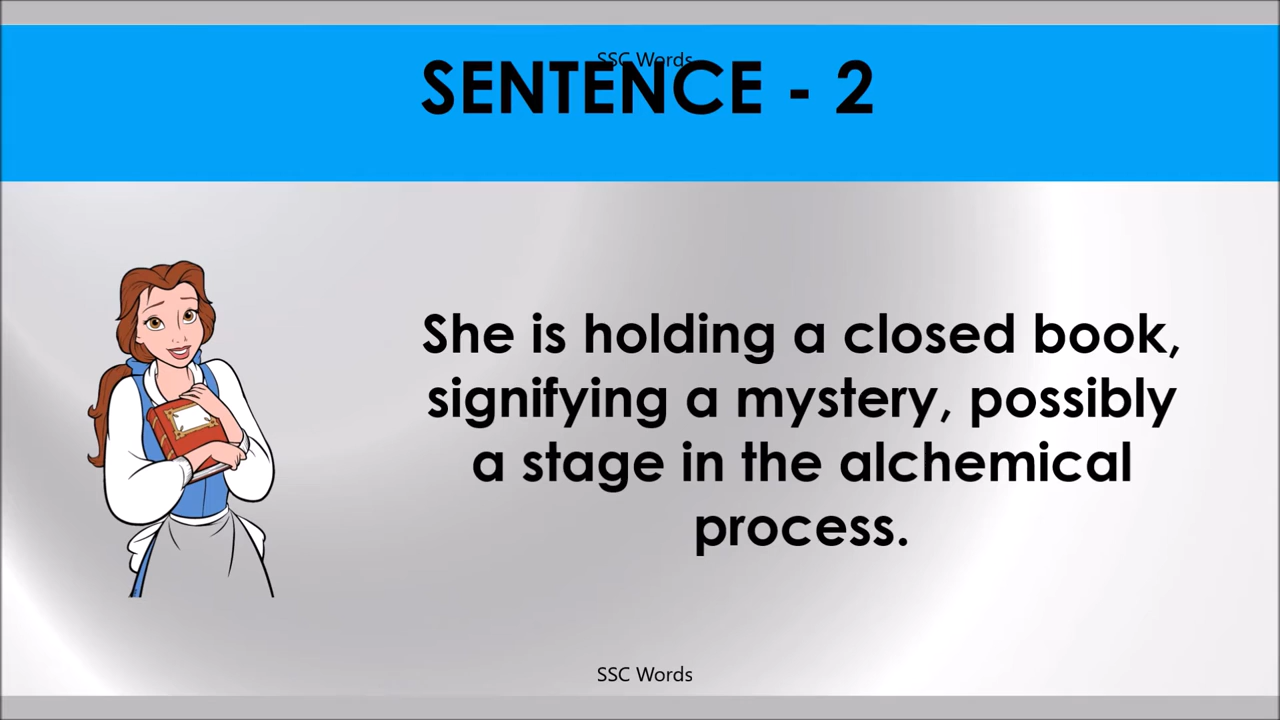 SSC Words
SENTENCE - 2
She is holding a closed book,
signifying a mystery, possibly
a stage in the alchemical
process.
SSC Words